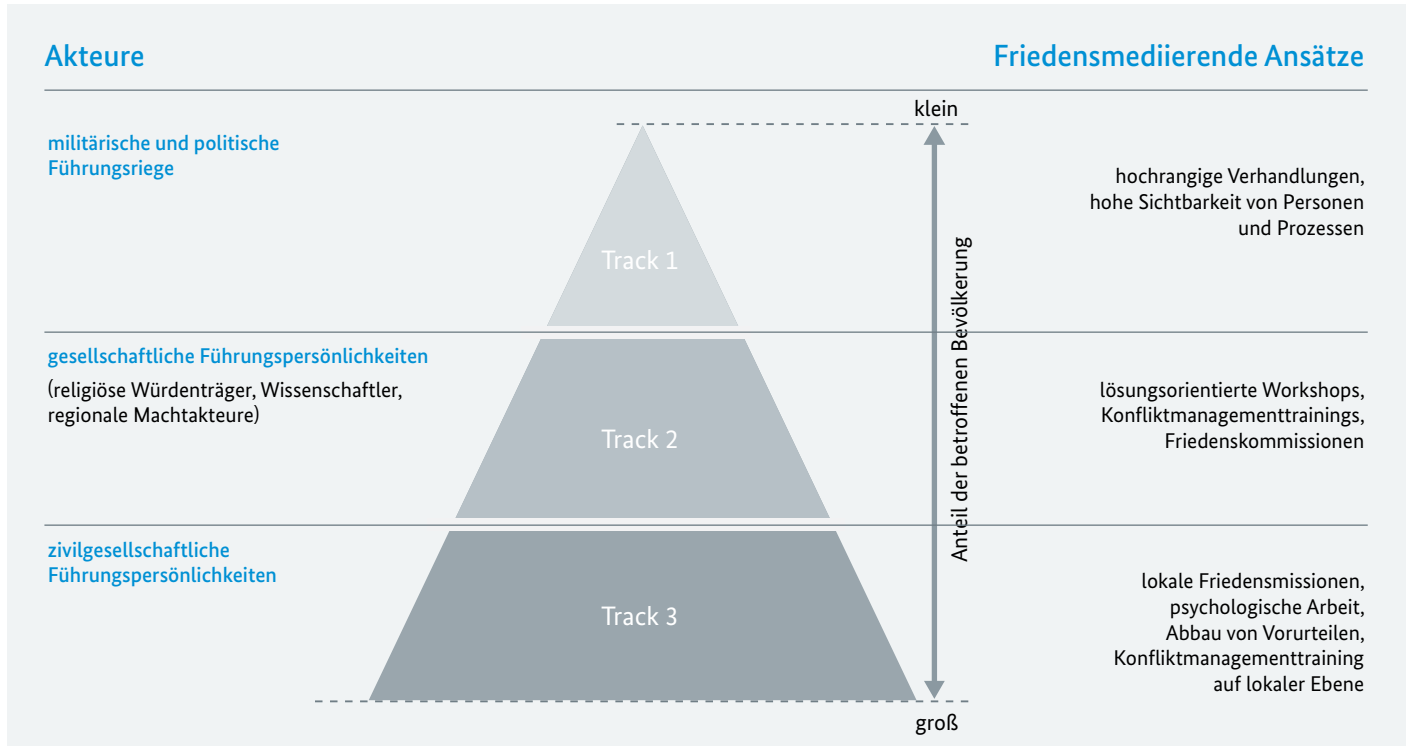 Akteure
Friedensmediierende Ansätze
klein
militärische und politische
Führungsriege
Track 1
hochrangige Verhandlungen,
hohe Sichtbarkeit von Personen
und Prozessen
Anteil der betroffenen Bevölkerung
gesellschaftliche Führungspersönlichkeiten
(religiöse Würdenträger, Wissenschaftler,
regionale Machtakteure)
Track 2
lösungsorientierte Workshops,
Konfliktmanagementtrainings,
Friedenskommissionen
zivilgesellschaftliche
Führungspersönlichkeiten
Track 3
lokale Friedensmissionen,
psychologische Arbeit,
Abbau von Vorurteilen,
Konfliktmanagementtraining
auf lokaler Ebene
groß